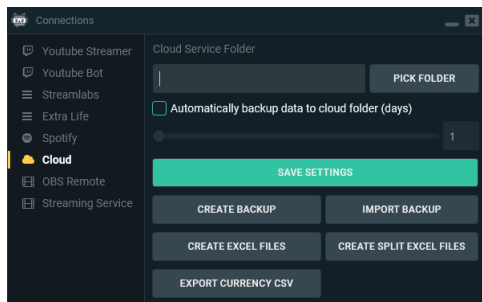 Connections
Youtube Streamer
Youtube Bot
Streamlabs
Extra Life
Spotify
Cloud
OBS Remote
Streaming Service
Cloud Service Folder
PICK FOLDER
Automatically backup data to cloud folder (days)
1
SAVE SETTINGS
CREATE BACKUP
IMPORT BACKUP
CREATE EXCEL FILES
CREATE SPLIT EXCEL FILES
EXPORT CURRENCY CSV